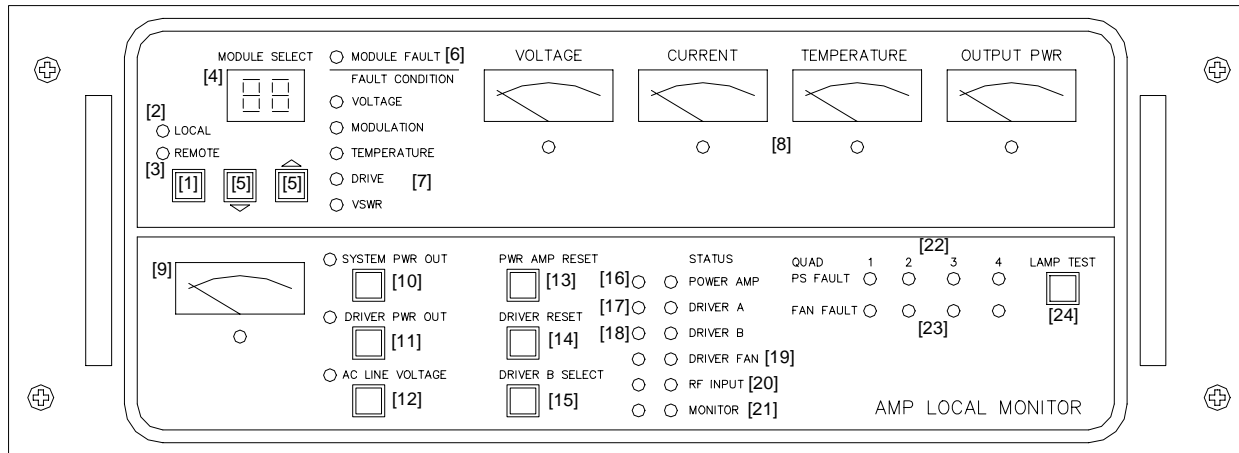 MODULE SELECT
[4]
MODULE FAULT [6]
FAULT CONDITION
VOLTAGE
MODULATION
TEMPERATURE
DRIVE [7]
VSWR
VOLTAGE
CURRENT
TEMPERATURE
OUTPUT PWR
[8]
[2]
LOCAL
REMOTE
[3]
[1] [5] [5]
[9]
SYSTEM PWR OUT
[10]
DRIVER PWR OUT
[11]
AC LINE VOLTAGE
[12]
PWR AMP RESET
[13]
DRIVER RESET
[14]
DRIVER B SELECT
[15]
STATUS
[16] POWER AMP
[17] DRIVER A
[18] DRIVER B
DRIVER FAN [19]
RF INPUT [20]
MONITOR [21]
[22]
QUAD 1 2 3 4
PS FAULT
FAN FAULT
[23]
LAMP TEST
[24]
AMP LOCAL MONITOR